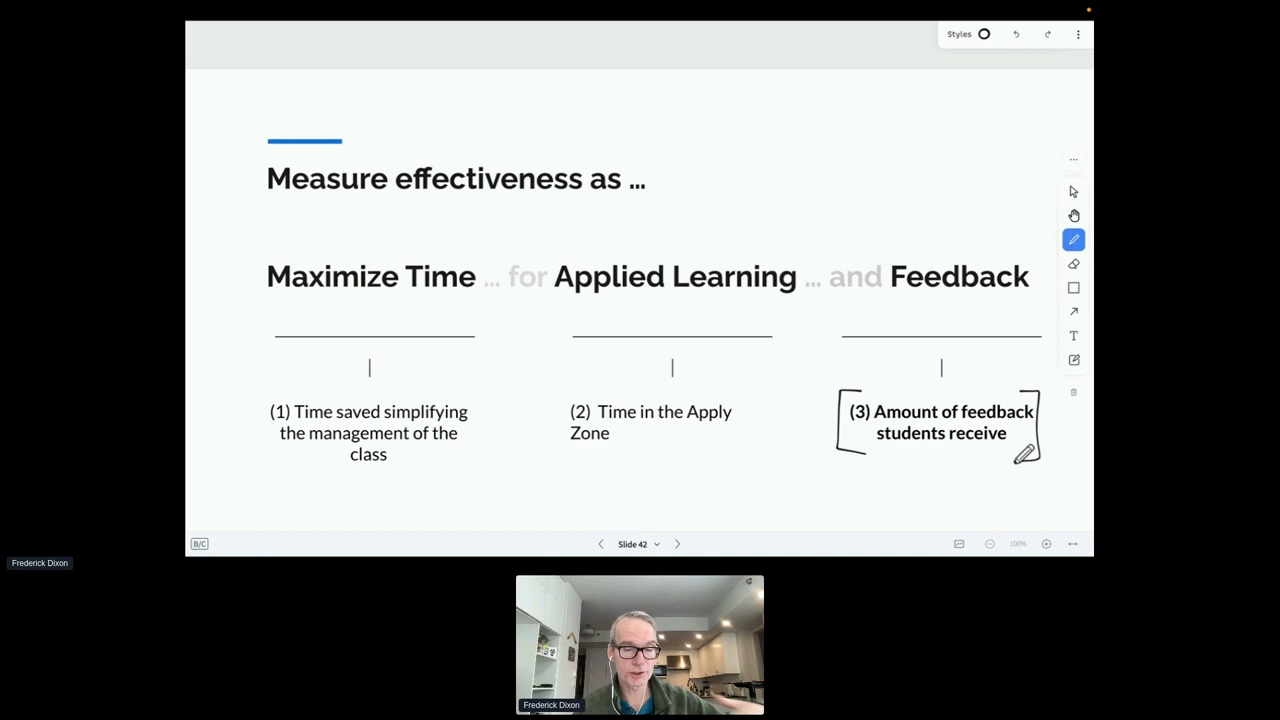 Styles
Measure effectiveness as ...
Maximize Time ... for Applied Learning ... and Feedback
(1) Time saved simplifying
the management of the
class
(2) Time in the Apply
Zone
(3) Amount of feedback
students receive
T
B/C
Slide 42
100%
Frederick Dixon
Frederick Dixon